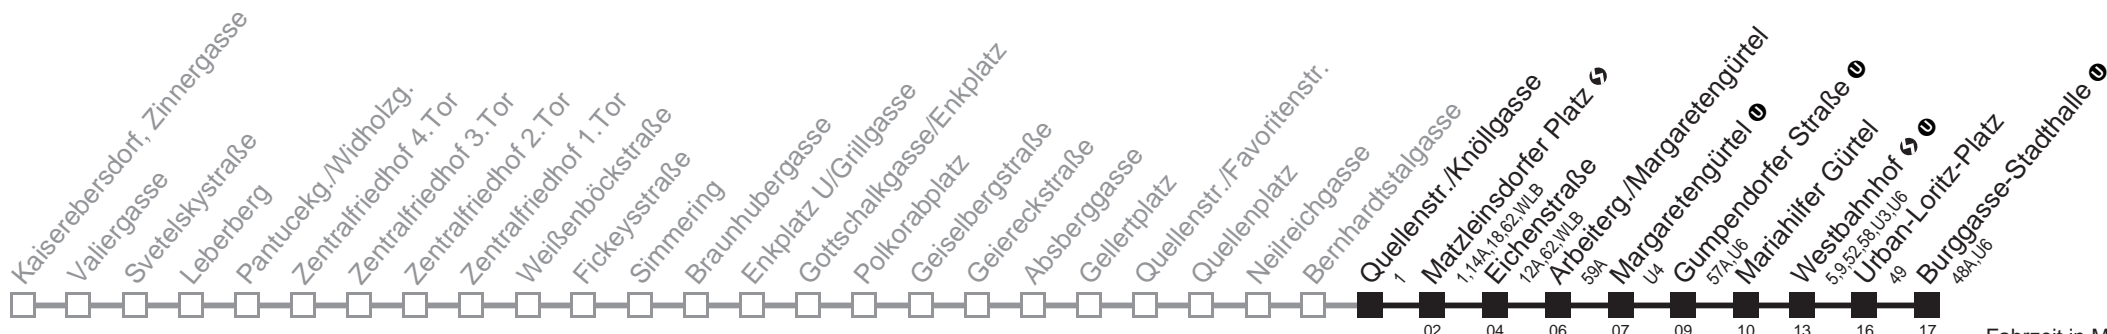 Kaiserebersdorf, Zinnergasse
Valiergasse
Svetelskystraße
Leberberg
Pantucekg./Widholzg.
Zentralfriedhof 4.Tor
Zentralfriedhof 3.Tor
Zentralfriedhof 2.Tor
Zentralfriedhof 1.Tor
Weißenböckstraße
Fickeysstraße
Simmering
Braunhubergasse
Enkplatz U/Grillgasse
Gottschalkgasse/Enkplatz
Polkorabplatz
Geiselbergstraße
Geiereckstraße
Absberggasse
Gellertplatz
Quellenstr./Favoritenstr.
Quellenplatz
Neilreichgasse
Bernhardtstalgasse
Quellenstr./Knöllgasse
1
Matzleinsdorfer Platz
1,14A,18,62,WLB
Eichenstraße
12A,62,WLB
Arbeiterg./Margaretengürtel
59A
Margaretengürtel U
U4
Gumpendorfer Straße U
57A,U6
Mariahilfer Gürtel
Westbahnhof U
5,9,52,58,U3,U6
Urban-Loritz-Platz
49
Burggasse-Stadthalle U
48A,U6
02 04 06 07 09 10 13 16 17
Fahrzeit in M